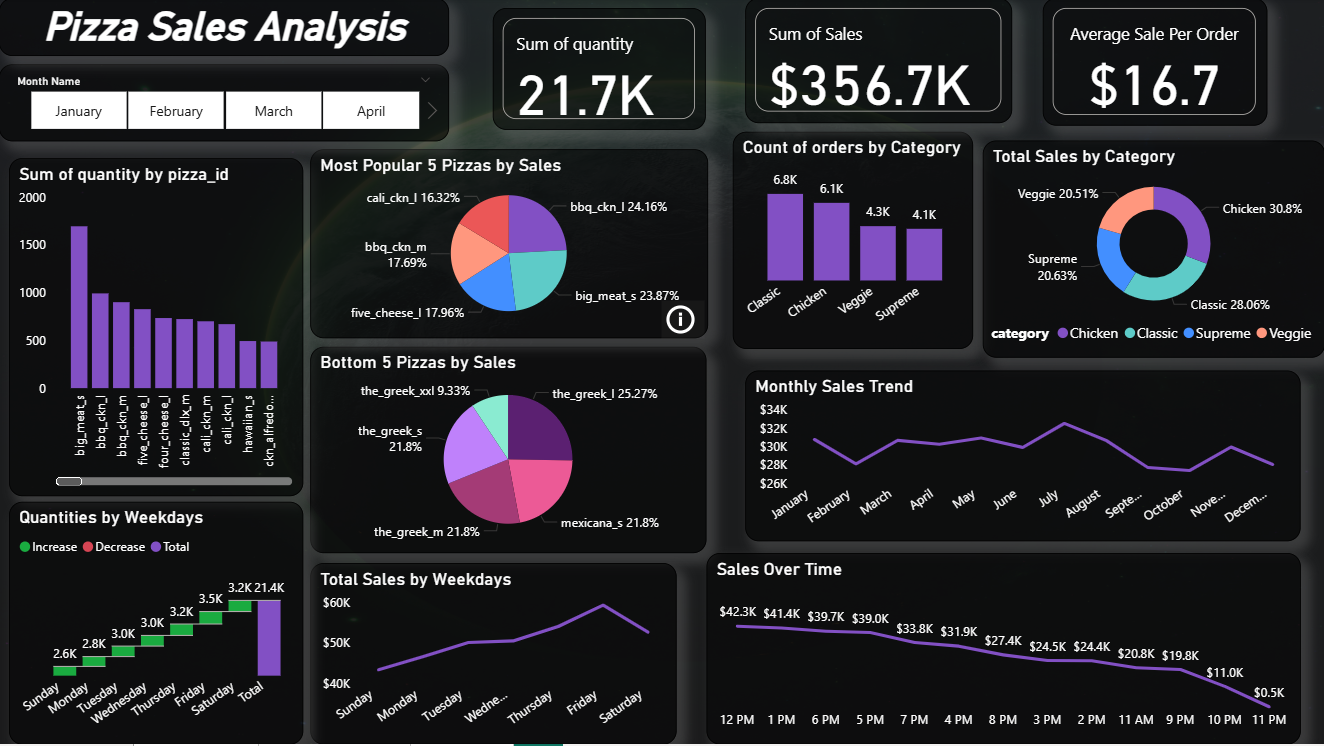 Pizza Sales Analysis
Month Name
January
February
March
April
Sum of quantity
21.7K
Sum of Sales
$356.7K
Average Sale Per Order
$16.7
Sum of quantity by pizza_id
2000
1500
1000
500
0
big_meat_s
bbq_ckn_l
bbq_ckn_m
five_cheese_l
four_cheese_l
classic_dlx_m
cali_ckn_m
cali_ckn_l
hawaiian_s
ckn_alfredo...
Most Popular 5 Pizzas by Sales
cali_ckn_l 16.32%
bbq_ckn_l 24.16%
bbq_ckn_m
17.69%
big_meat_s 23.87%
five_cheese_l 17.96%
Count of orders by Category
6.8K
6.1K
4.3K
4.1K
Classic
Chicken
Veggie
Supreme
Total Sales by Category
Veggie 20.51%
Chicken 30.8%
Supreme
20.63%
Classic 28.06%
category Chicken Classic Supreme Veggie
Bottom 5 Pizzas by Sales
the_greek_xxl 9.33%
the_greek_l 25.27%
the_greek_s
21.8%
the_greek_m 21.8%
mexicana_s 21.8%
Monthly Sales Trend
$34K
$32K
$30K
$28K
$26K
January
February
March
April
May
June
July
August
Septe...
October
Nove...
Decem...
Quantities by Weekdays
Increase Decrease Total
2.6K
2.8K
3.0K
3.0K
3.2K
3.5K
3.2K
21.4K
Sunday
Monday
Tuesday
Wednesday
Thursday
Friday
Saturday
Total
Total Sales by Weekdays
$60K
$50K
$40K
Sunday
Monday
Tuesday
Wedne...
Thursday
Friday
Saturday
Sales Over Time
$42.3K
$41.4K
$39.7K
$39.0K
$33.8K
$31.9K
$27.4K
$24.5K
$24.4K
$20.8K
$19.8K
$11.0K
$0.5K
12 PM 1 PM 6 PM 5 PM 7 PM 4 PM 8 PM 3 PM 2 PM 11 AM 9 PM 10 PM 11 PM